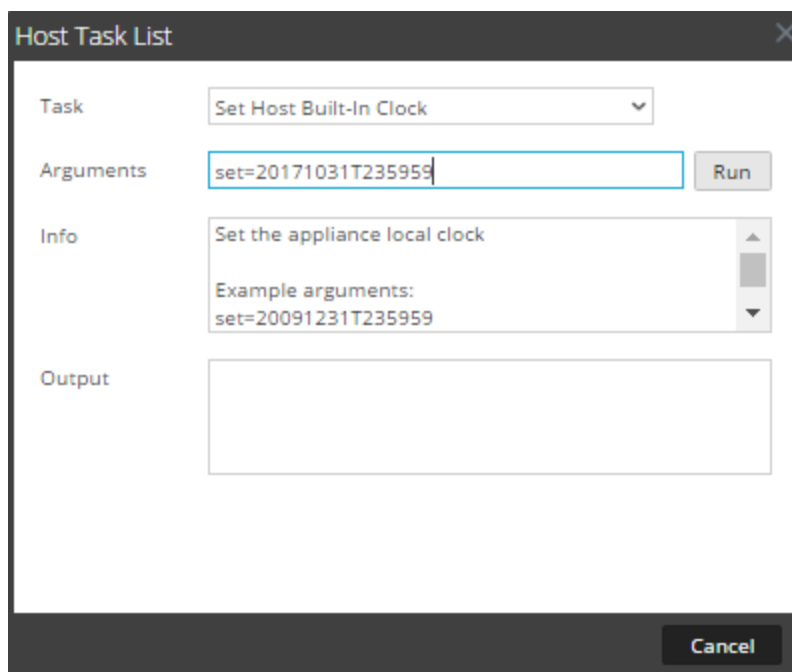 Host Task List
Task
Set Host Built-In Clock
Arguments
set=20171031T235959
Run
Info
Set the appliance local clock
Example arguments:
set=20091231T235959
Output
Cancel